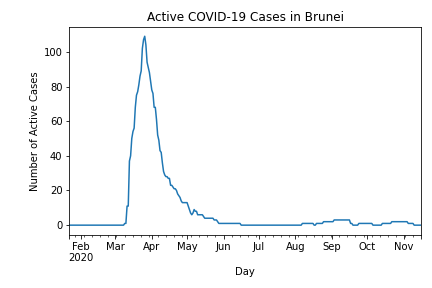 Active COVID-19 Cases in Brunei
Number of Active Cases
100
80
60
40
20
0
Feb
2020
Mar
Apr
May
Jun
Jul
Aug
Sep
Oct
Nov
Day